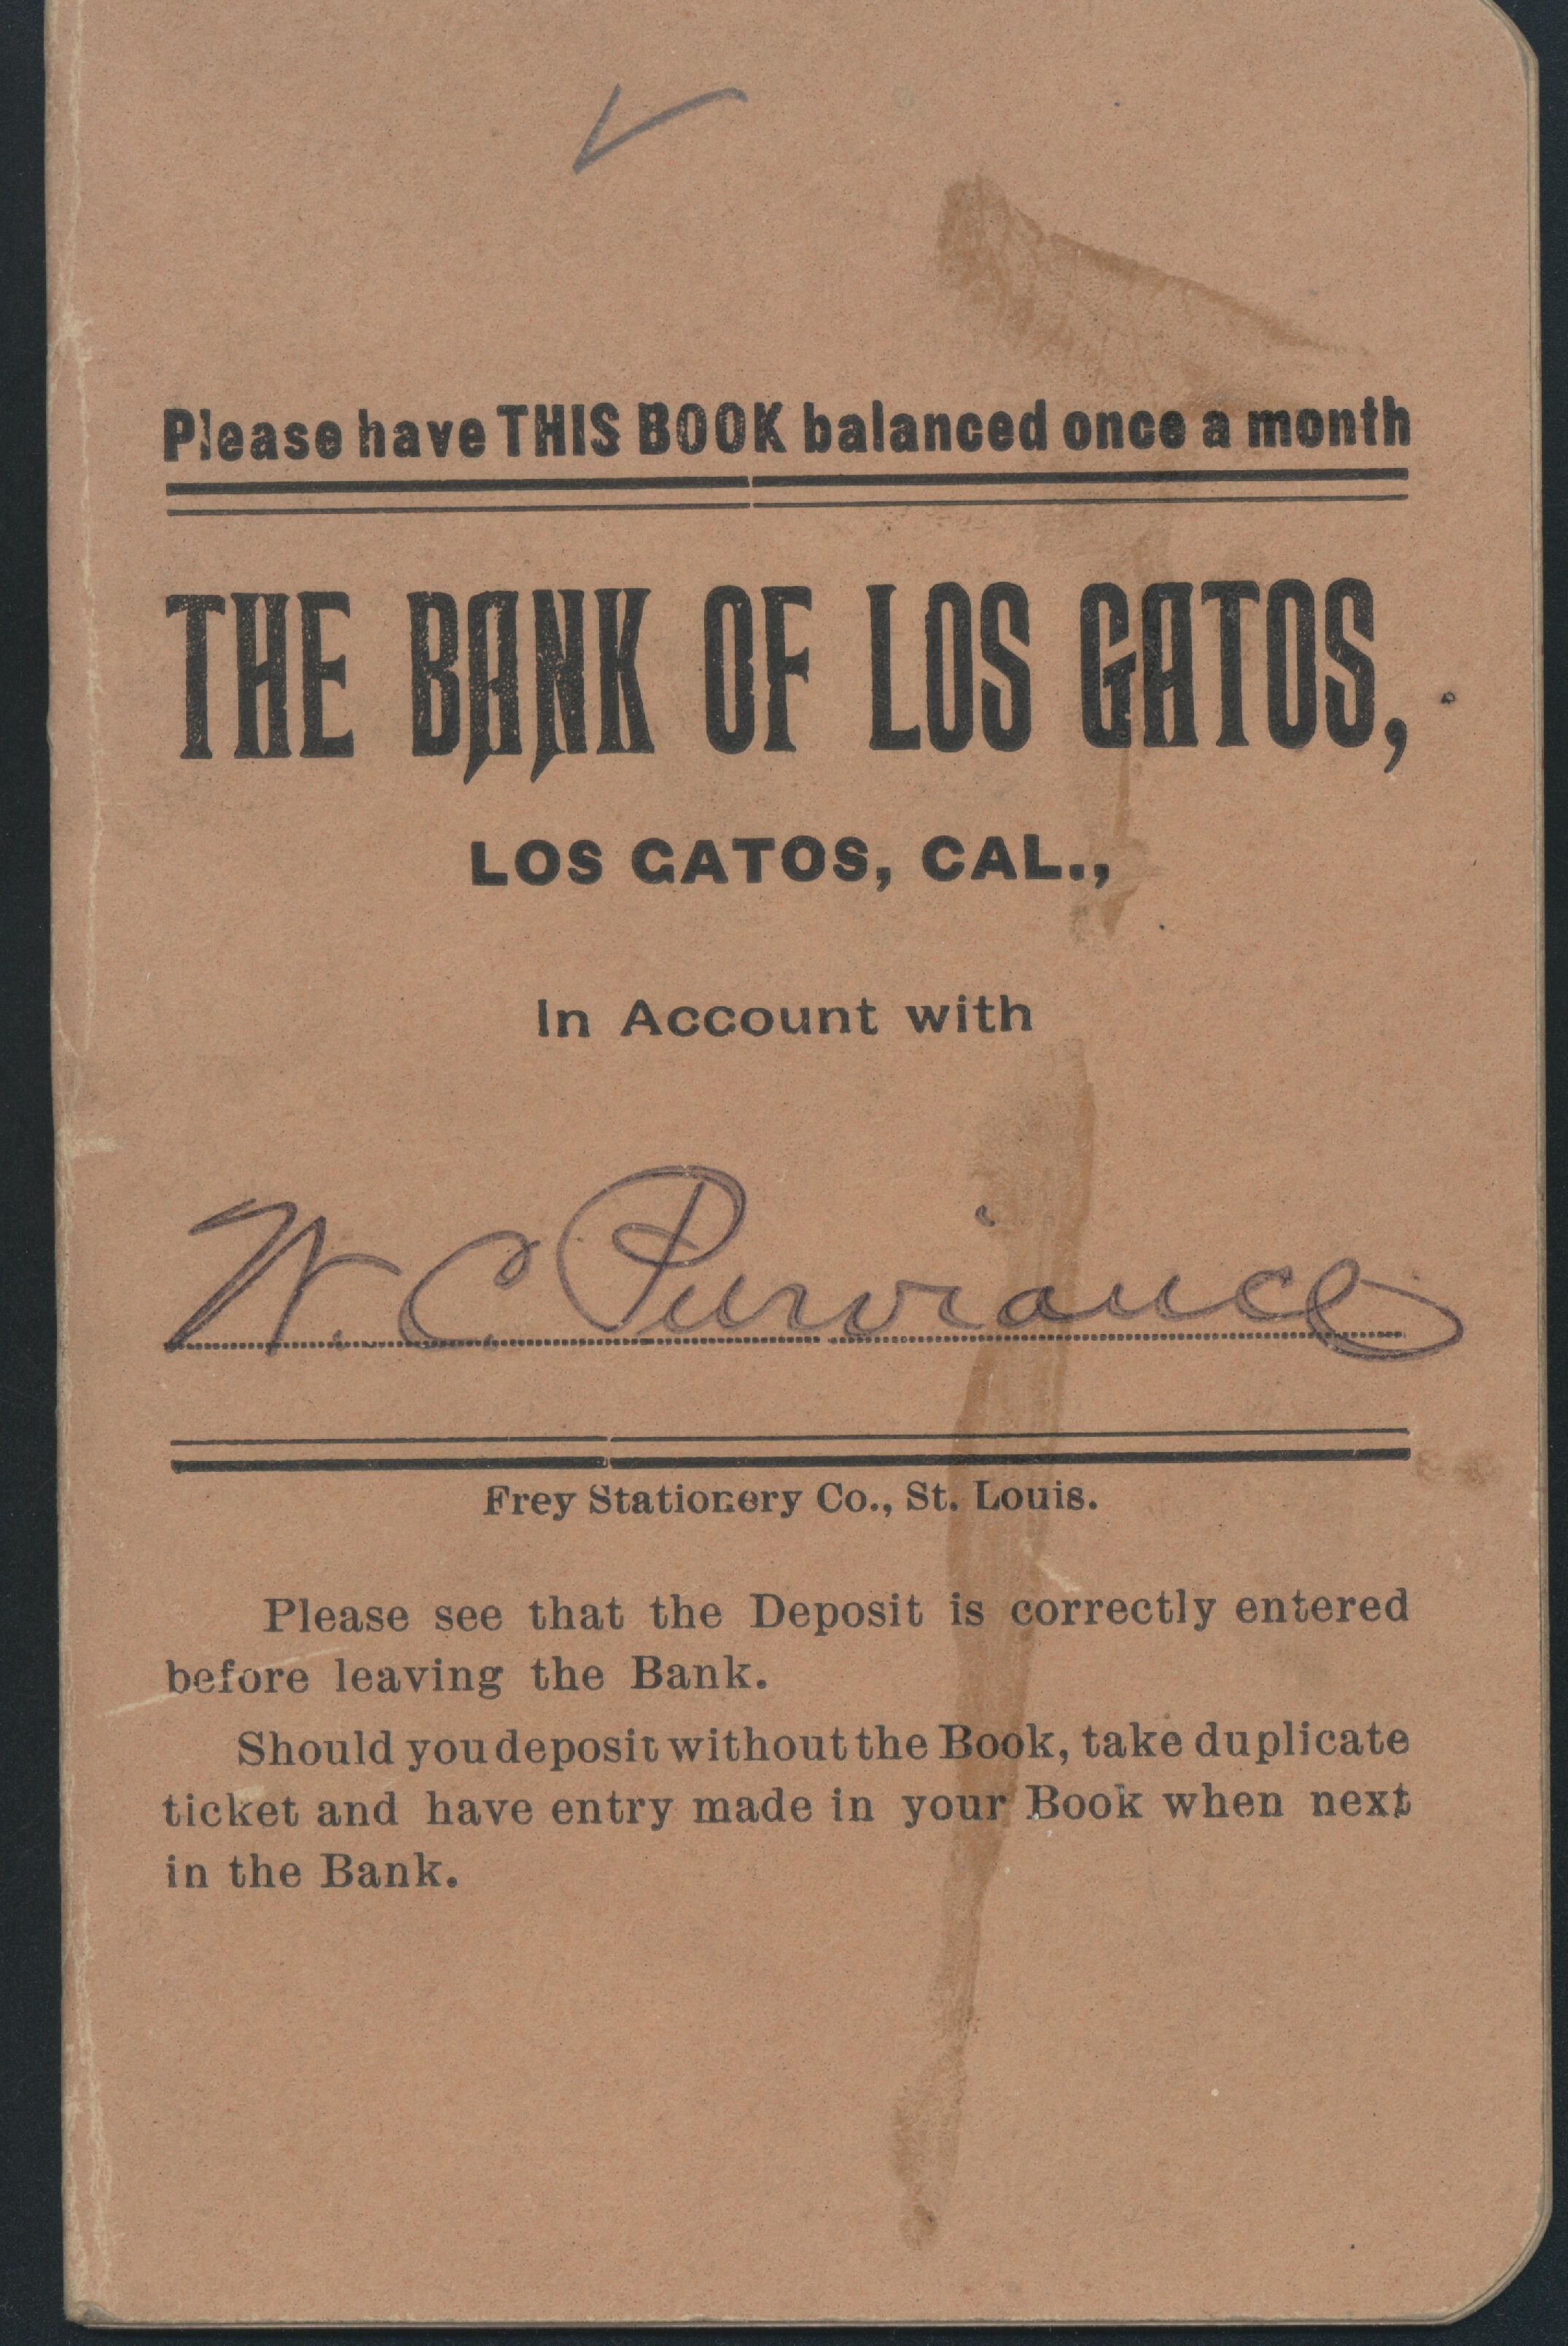 Please have THIS BOOK balanced once a month
THE BANK OF LOS GATOS,
LOS GATOS, CAL.,
In Account with
W. C. Purviance
Frey Stationery Co., St. Louis.
Please see that the Deposit is correctly entered
before leaving the Bank.
Should you deposit without the Book, take duplicate
ticket and have entry made in your Book when next
in the Bank.